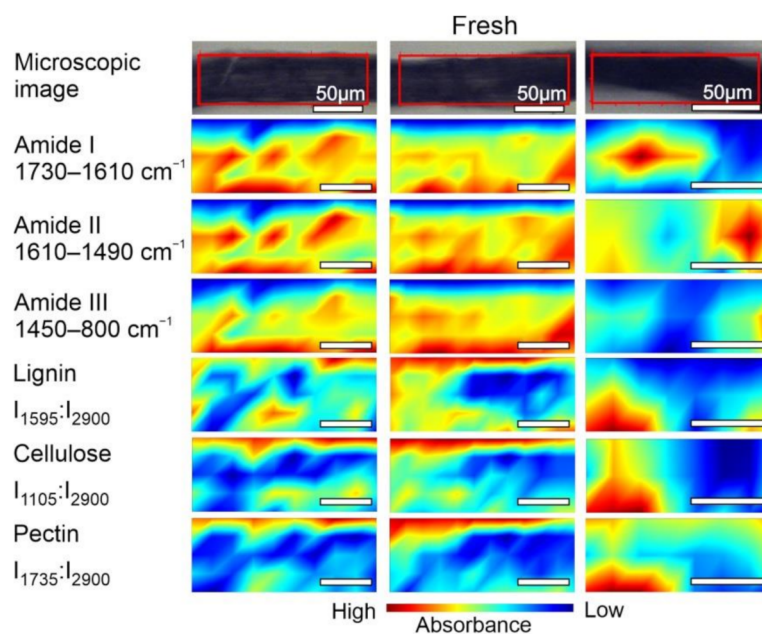 Fresh
Microscopic
image
50µm 50µm 50µm
Amide I
1730–1610 cm⁻¹
Amide II
1610–1490 cm⁻¹
Amide III
1450–800 cm⁻¹
Lignin
I₁₅₉₅:I₂₉₀₀
Cellulose
I₁₁₀₅:I₂₉₀₀
Pectin
I₁₇₃₅:I₂₉₀₀
High Low
Absorbance